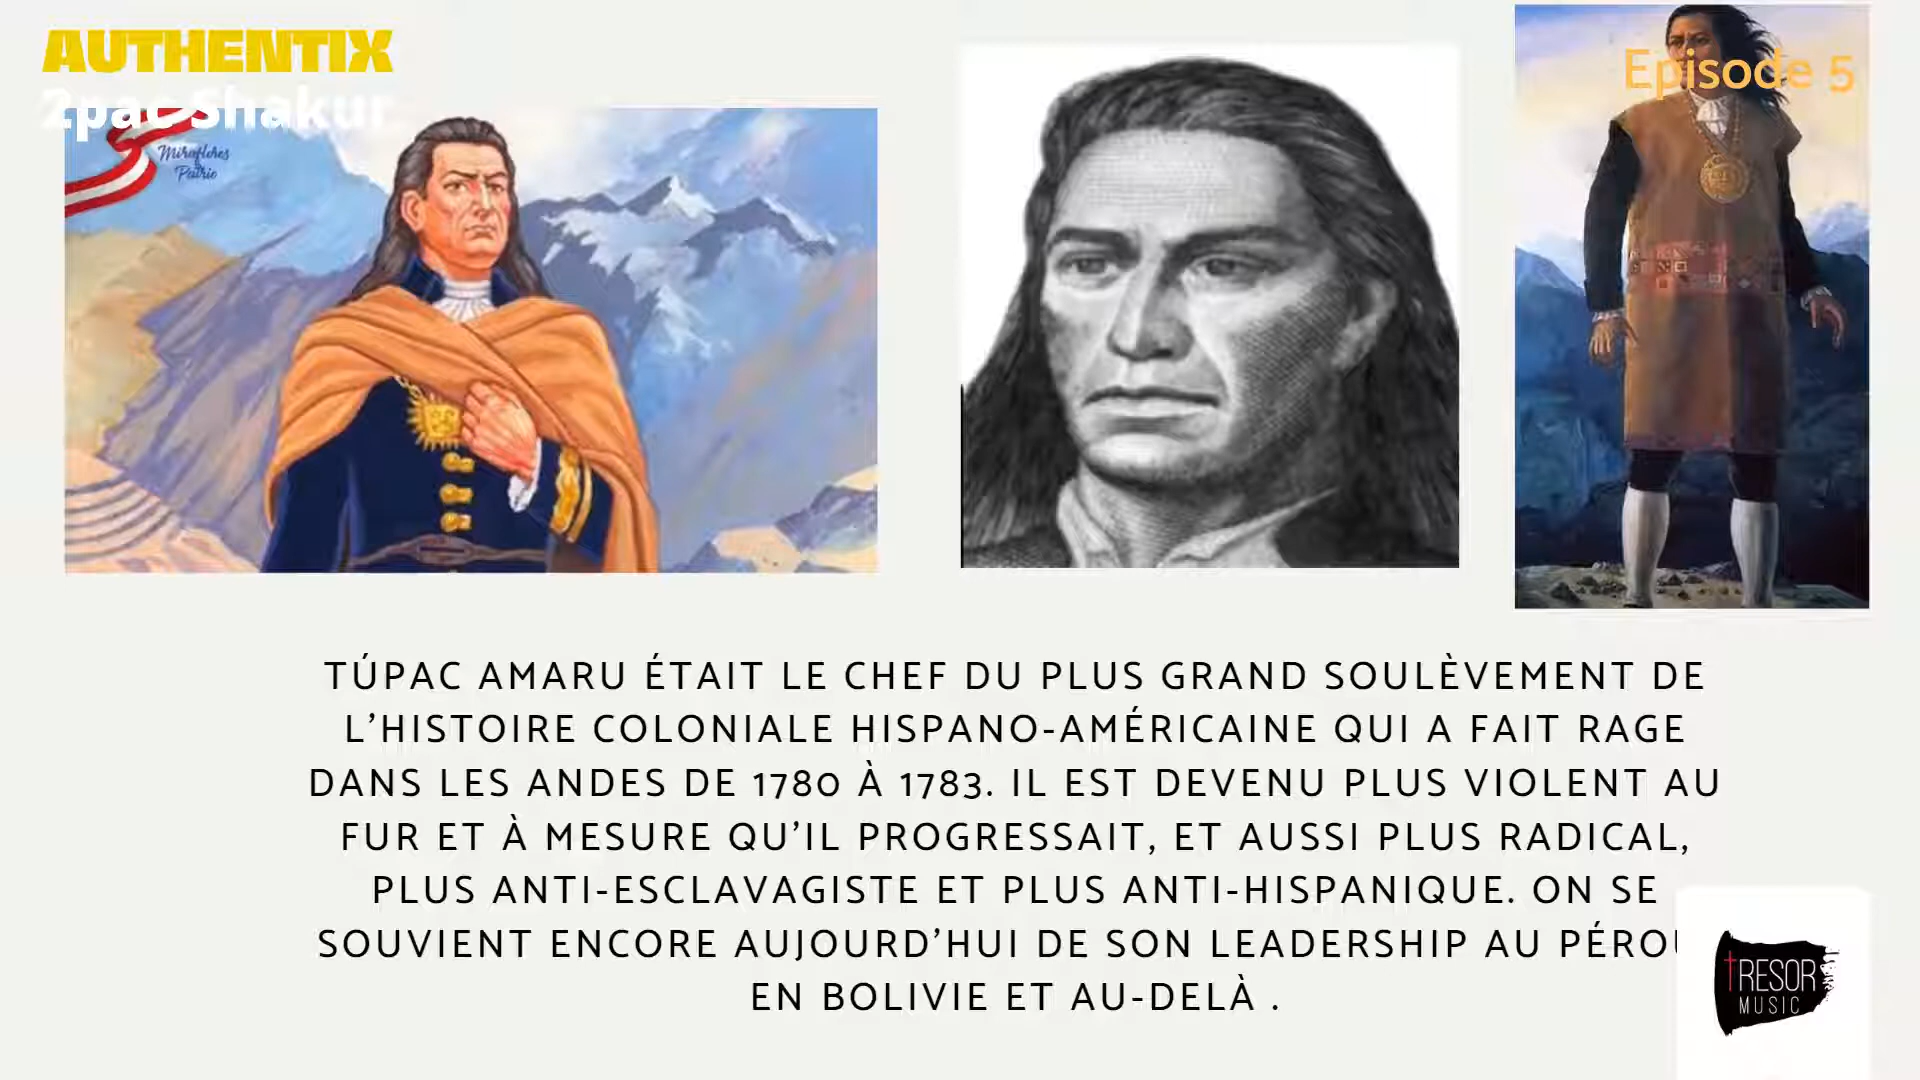 AUTHENTIX
2pac Shakur
Episode 5
Miraflores
Patrio
TÚPAC AMARU ÉTAIT LE CHEF DU PLUS GRAND SOULÈVEMENT DE
L'HISTOIRE COLONIALE HISPANO-AMÉRICAINE QUI A FAIT RAGE
DANS LES ANDES DE 1780 À 1783. IL EST DEVENU PLUS VIOLENT AU
FUR ET À MESURE QU'IL PROGRESSAIT, ET AUSSI PLUS RADICAL,
PLUS ANTI-ESCLAVAGISTE ET PLUS ANTI-HISPANIQUE. ON SE
SOUVIENT ENCORE AUJOURD'HUI DE SON LEADERSHIP AU PÉROU
EN BOLIVIE ET AU-DELÀ .
TRESOR
MUSIC